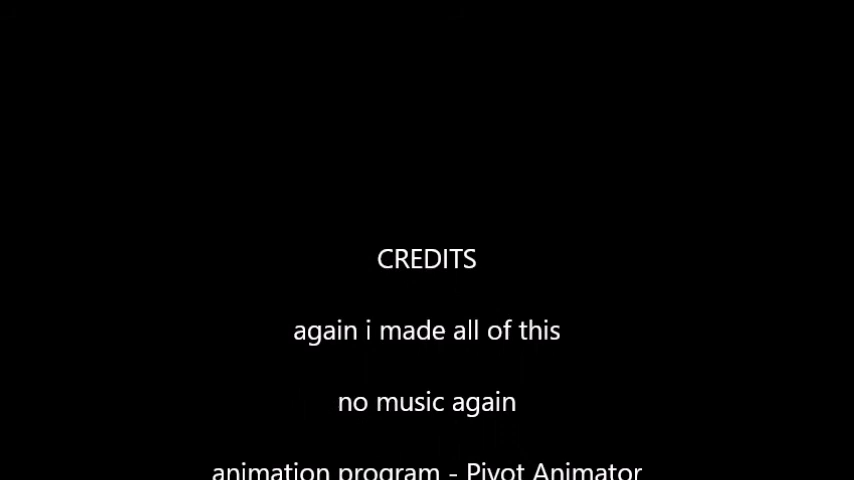 CREDITS
again i made all of this
no music again
animation program - Pivot Animator